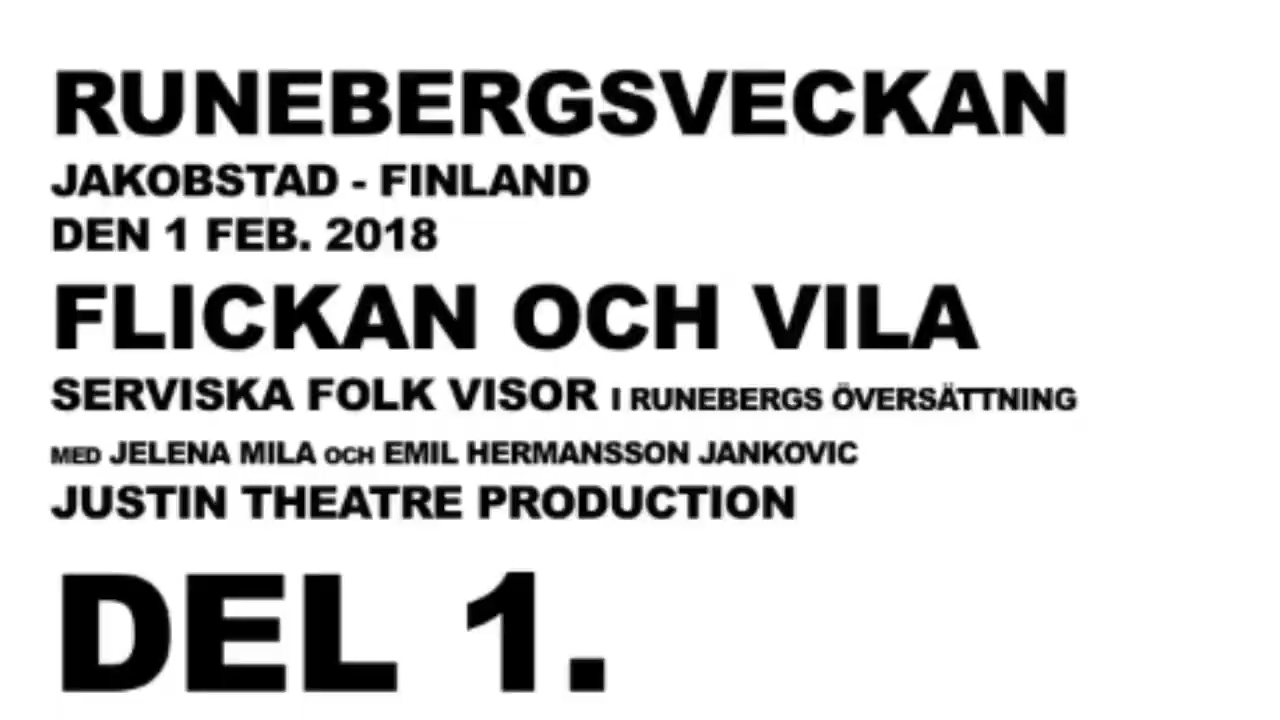 RUNEBERGSVECKAN
JAKOBSTAD - FINLAND
DEN 1 FEB. 2018
FLICKAN OCH VILA
SERVISKA FOLK VISOR I RUNEBERGS ÖVERSÄTTNING
MED JELENA MILA OCH EMIL HERMANSSON JANKOVIC
JUSTIN THEATRE PRODUCTION
DEL 1.